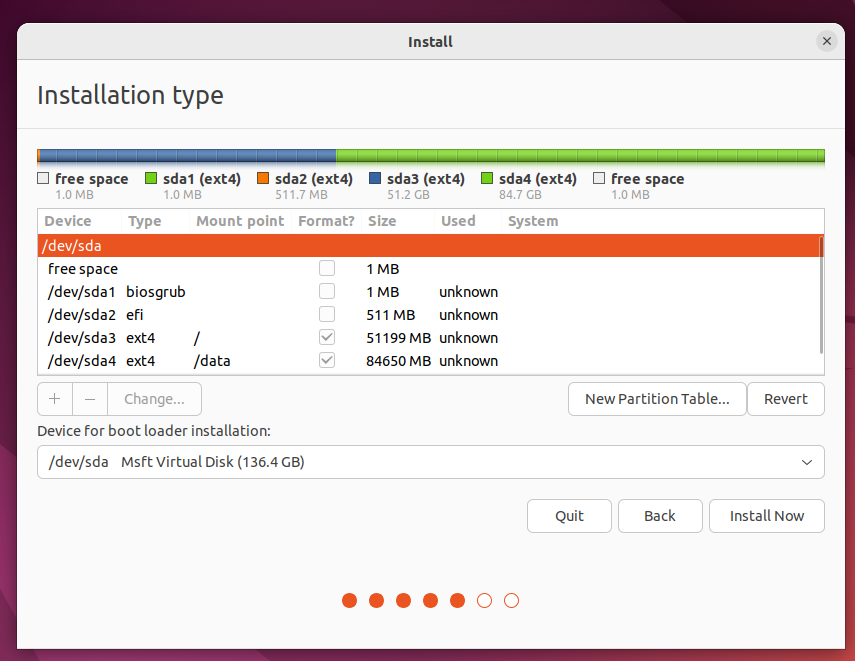 Install
Installation type
free space sda1 (ext4) sda2 (ext4) sda3 (ext4) sda4 (ext4) free space
1.0 MB 1.0 MB 511.7 MB 51.2 GB 84.7 GB 1.0 MB
Device Type Mount point Format? Size Used System
/dev/sda
free space 1 MB
/dev/sda1 biosgrub 1 MB unknown
/dev/sda2 efi 511 MB unknown
/dev/sda3 ext4 / 51199 MB unknown
/dev/sda4 ext4 /data 84650 MB unknown
+ – Change... New Partition Table... Revert
Device for boot loader installation:
/dev/sda Msft Virtual Disk (136.4 GB)
Quit Back Install Now